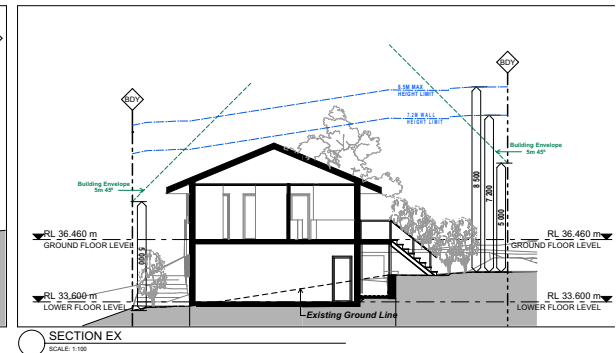 BDY
BDY
8.5M MAX
HEIGHT LIMIT
7.2M WALL
HEIGHT LIMIT
Building Envelope
5m 45º
Building Envelope
5m 45º
8 500
7 200
5 000
5 000
RL 36.460 m
GROUND FLOOR LEVEL
RL 36.460 m
GROUND FLOOR LEVEL
RL 33.600 m
LOWER FLOOR LEVEL
RL 33.600 m
LOWER FLOOR LEVEL
Existing Ground Line
SECTION EX
SCALE: 1:100